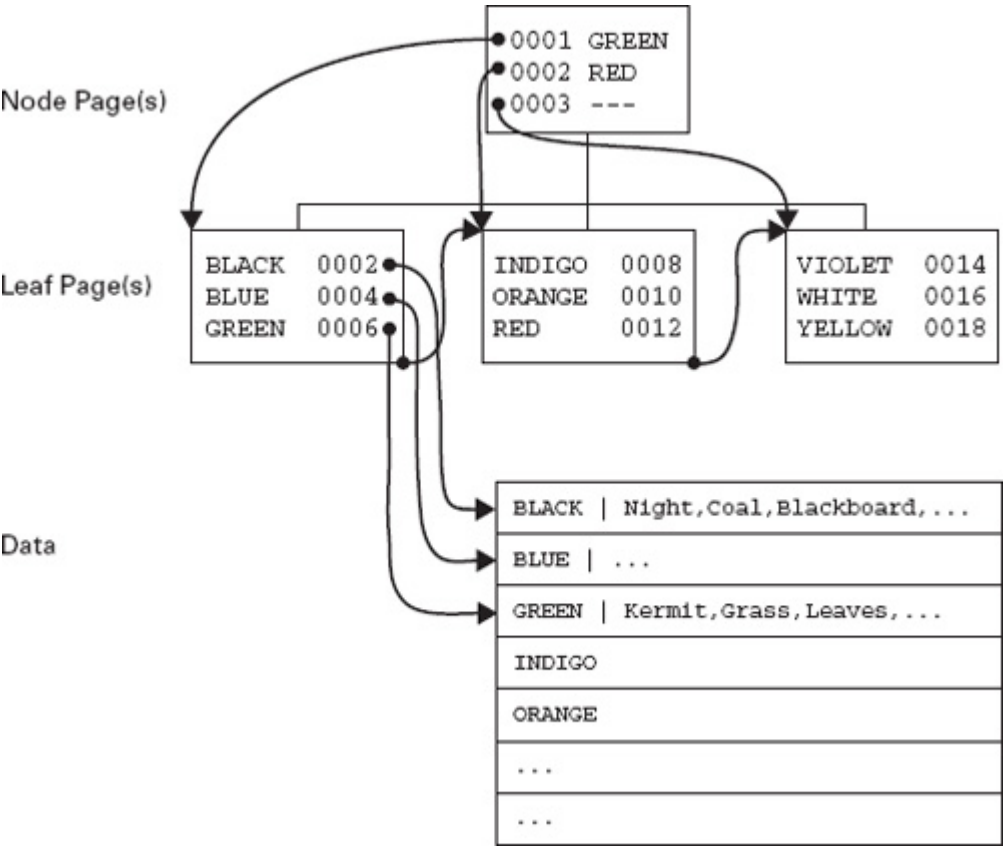 0001 GREEN
0002 RED
0003 ---
Node Page(s)
Leaf Page(s)
BLACK 0002
BLUE 0004
GREEN 0006
INDIGO 0008
ORANGE 0010
RED 0012
VIOLET 0014
WHITE 0016
YELLOW 0018
Data
BLACK | Night,Coal,Blackboard,...
BLUE | ...
GREEN | Kermit,Grass,Leaves,...
INDIGO
ORANGE
...
...